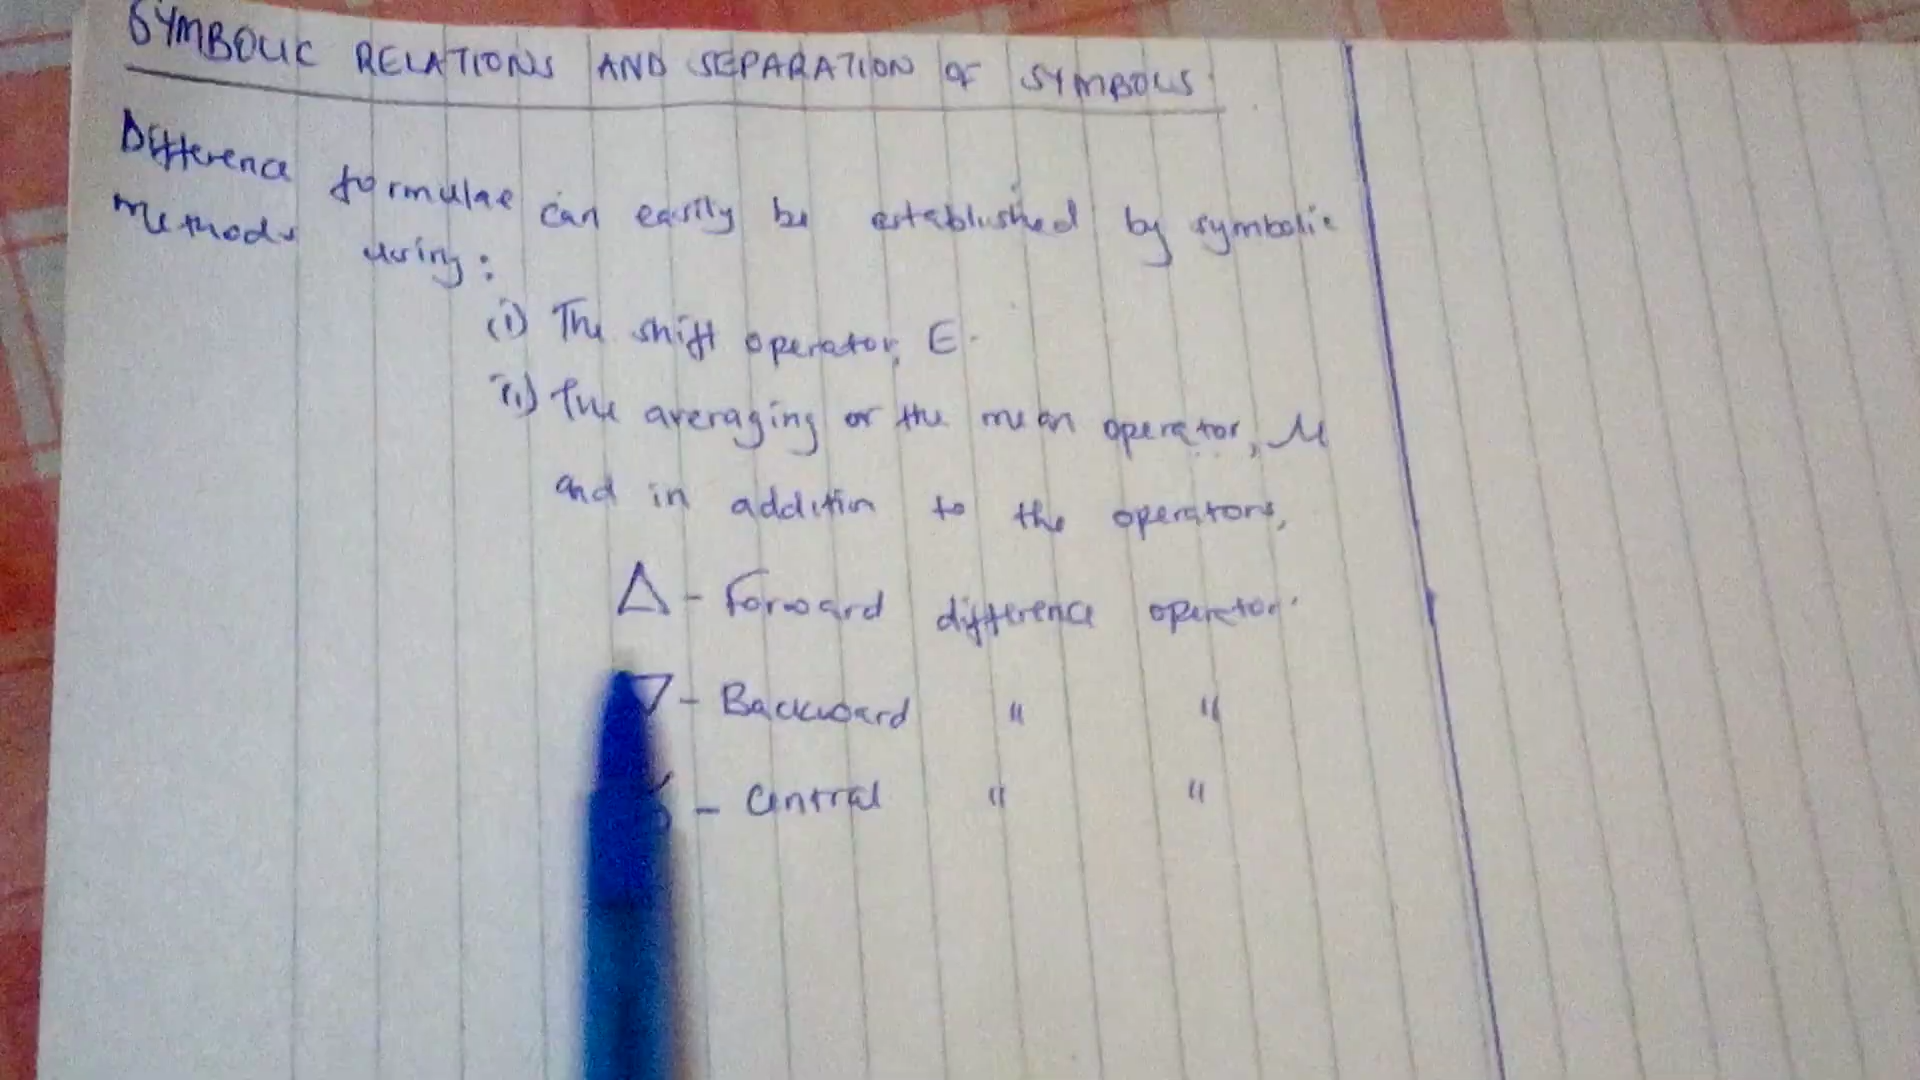 SYMBOLIC RELATIONS AND SEPARATION OF SYMBOLS
Difference formulae can easily be established by symbolic
methods using:
(i) The shift operator, E.
ii) The averaging or the mean operator, μ
and in addition to the operators,
Δ - Forward difference operator.
∇ - Backward " "
- Central " "